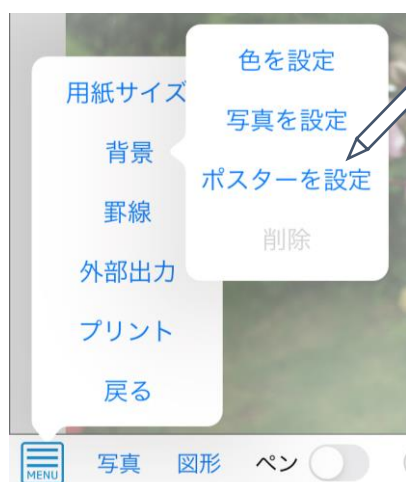 用紙サイズ
背景
罫線
外部出力
プリント
戻る
色を設定
写真を設定
ポスターを設定
削除
MENU
写真
図形
ペン